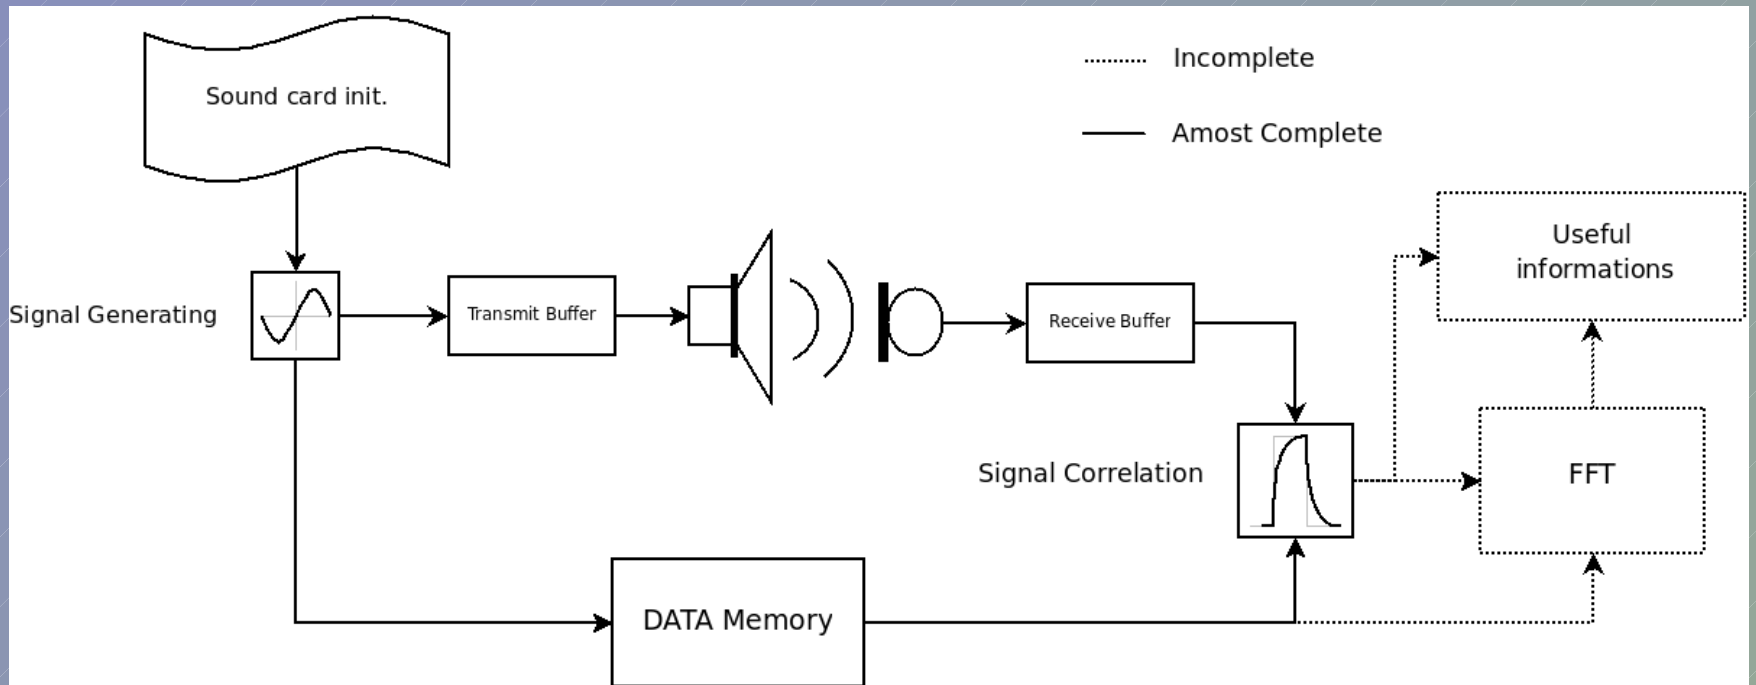 Sound card init.
Incomplete
Amost Complete
Useful
informations
Signal Generating
Transmit Buffer
Receive Buffer
Signal Correlation
FFT
DATA Memory